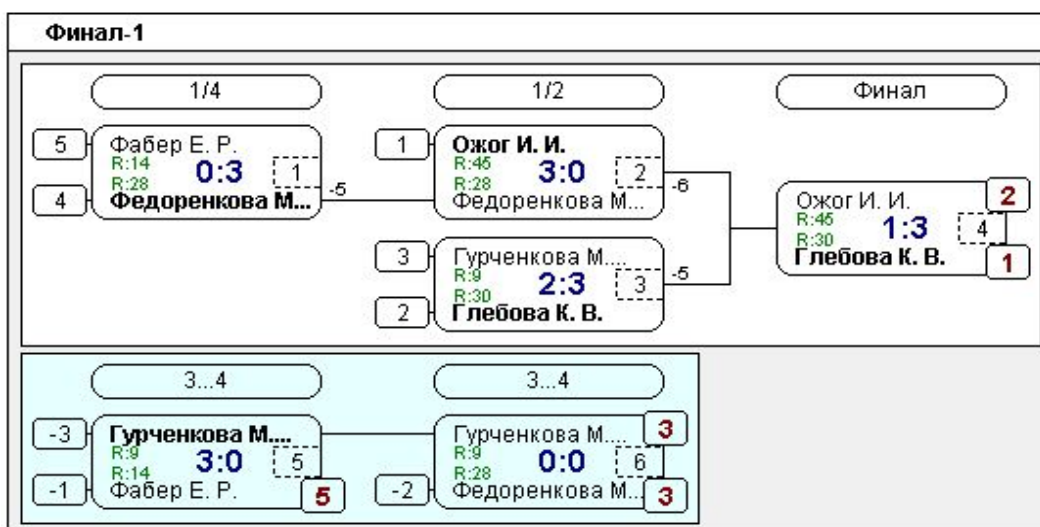 Финал-1
1/4
1/2
Финал
5
Фабер Е. Р.
R:14
R:28
0:3
1
4
Федоренкова М...
-5
1
Ожог И. И.
R:45
R:28
3:0
2
Федоренкова М...
-6
3
Гурченкова М....
R:9
R:30
2:3
3
-5
2
Глебова К. В.
Ожог И. И.
2
R:45
R:30
1:3
4
Глебова К. В.
1
3...4
3...4
-3
Гурченкова М....
R:9
R:14
3:0
5
-1
Фабер Е. Р.
5
Гурченкова М....
3
R:9
R:28
0:0
6
-2
Федоренкова М...
3